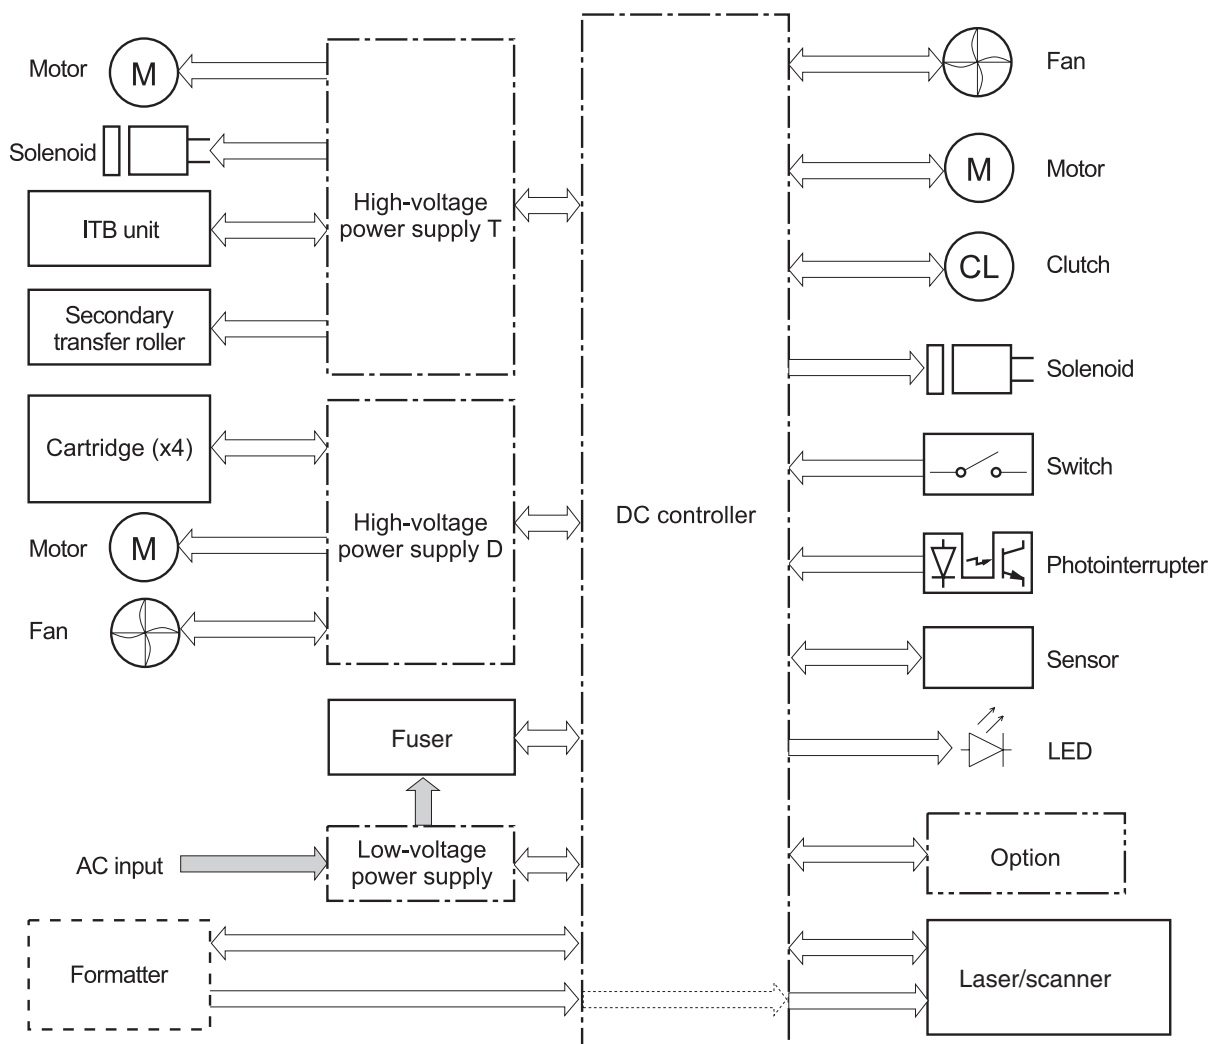 Motor
M
Solenoid
ITB unit
Secondary
transfer roller
High-voltage
power supply T
Cartridge (x4)
Motor
M
Fan
High-voltage
power supply D
Fuser
AC input
Low-voltage
power supply
Formatter
DC controller
Fan
M
Motor
CL
Clutch
Solenoid
Switch
Photointerrupter
Sensor
LED
Option
Laser/scanner